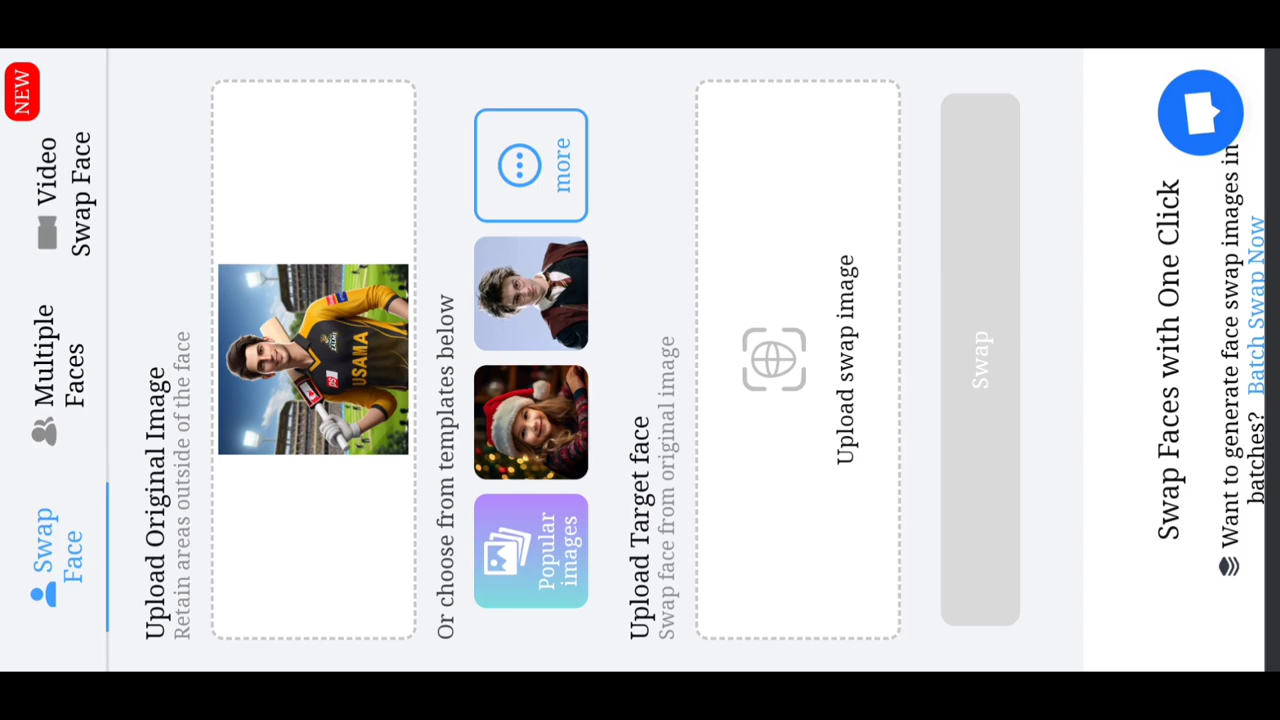 Swap
Face
Multiple
Faces
Video
Swap Face
NEW
Upload Original Image
Retain areas outside of the face
USAMA
Or choose from templates below
Popular
images
more
Upload Target face
Swap face from original image
Upload swap image
Swap
Swap Faces with One Click
Want to generate face swap images in
batches? Batch Swap Now